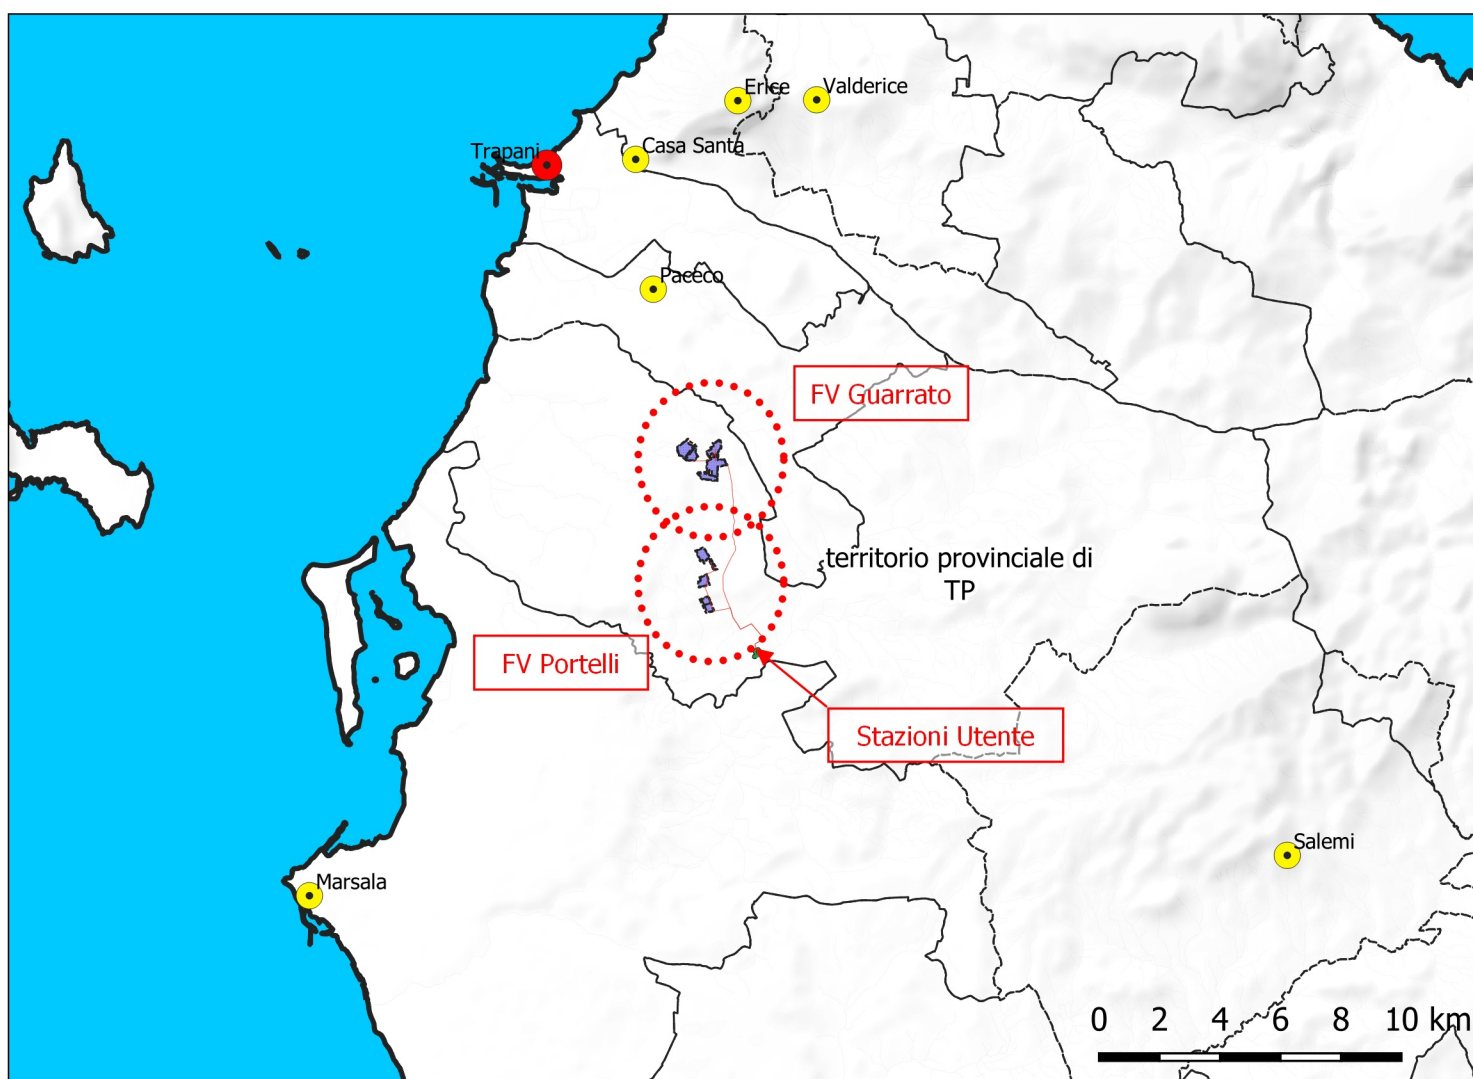 Erice
Valderice
Trapani
Casa Santa
Paceco
FV Guarrato
territorio provinciale di
TP
FV Portelli
Stazioni Utente
Salemi
Marsala
0 2 4 6 8 10 km